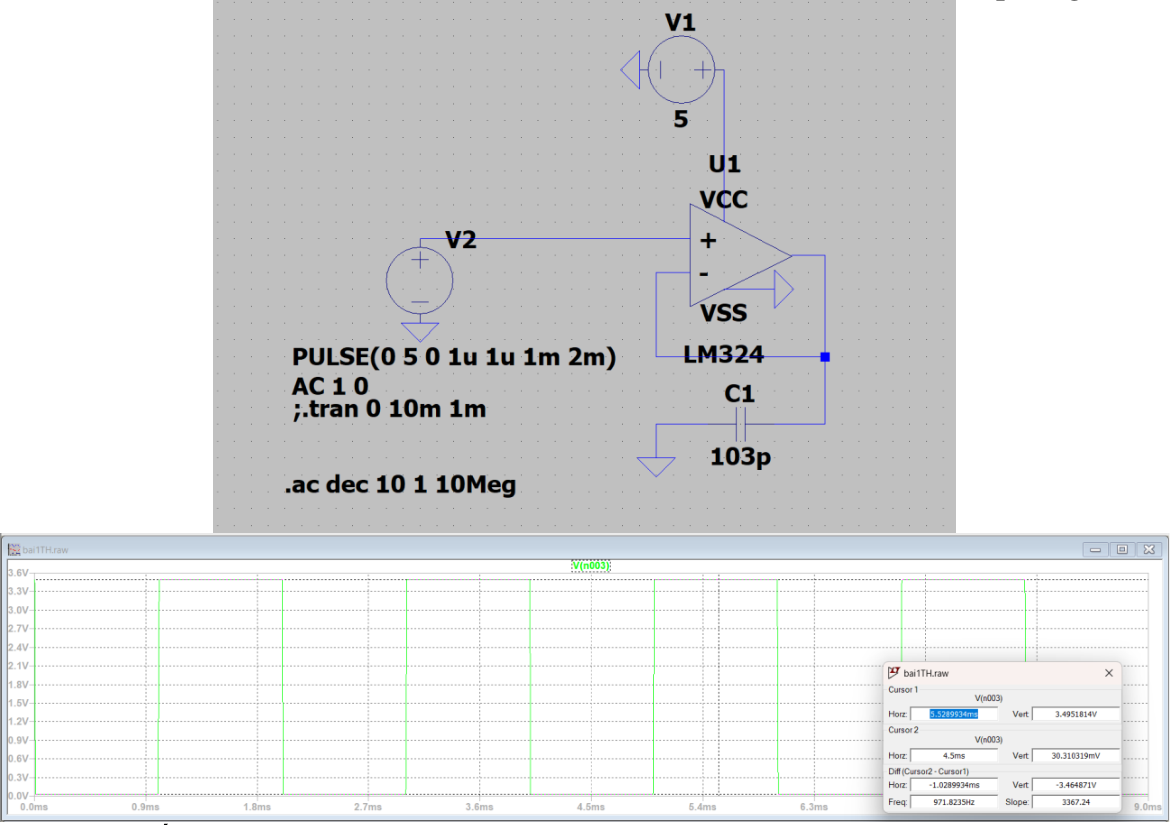 V1
5
U1
VCC
V2
+
-
VSS
PULSE(0 5 0 1u 1u 1m 2m)
LM324
AC 1 0
C1
;.tran 0 10m 1m
103p
.ac dec 10 1 10Meg
bai1TH.raw
V(n003)
3.6V
3.3V
3.0V
2.7V
2.4V
2.1V
1.8V
1.5V
1.2V
0.9V
0.6V
0.3V
0.0V
0.0ms 0.9ms 1.8ms 2.7ms 3.6ms 4.5ms 5.4ms 6.3ms 9.0ms
bai1TH.raw
Cursor 1
V(n003)
Horz: 5.5289934ms Vert: 3.4951814V
Cursor 2
V(n003)
Horz: 4.5ms Vert: 30.310319mV
Diff (Cursor2 - Cursor1)
Horz: -1.0289934ms Vert: -3.464871V
Freq: 971.8235Hz Slope: 3367.24